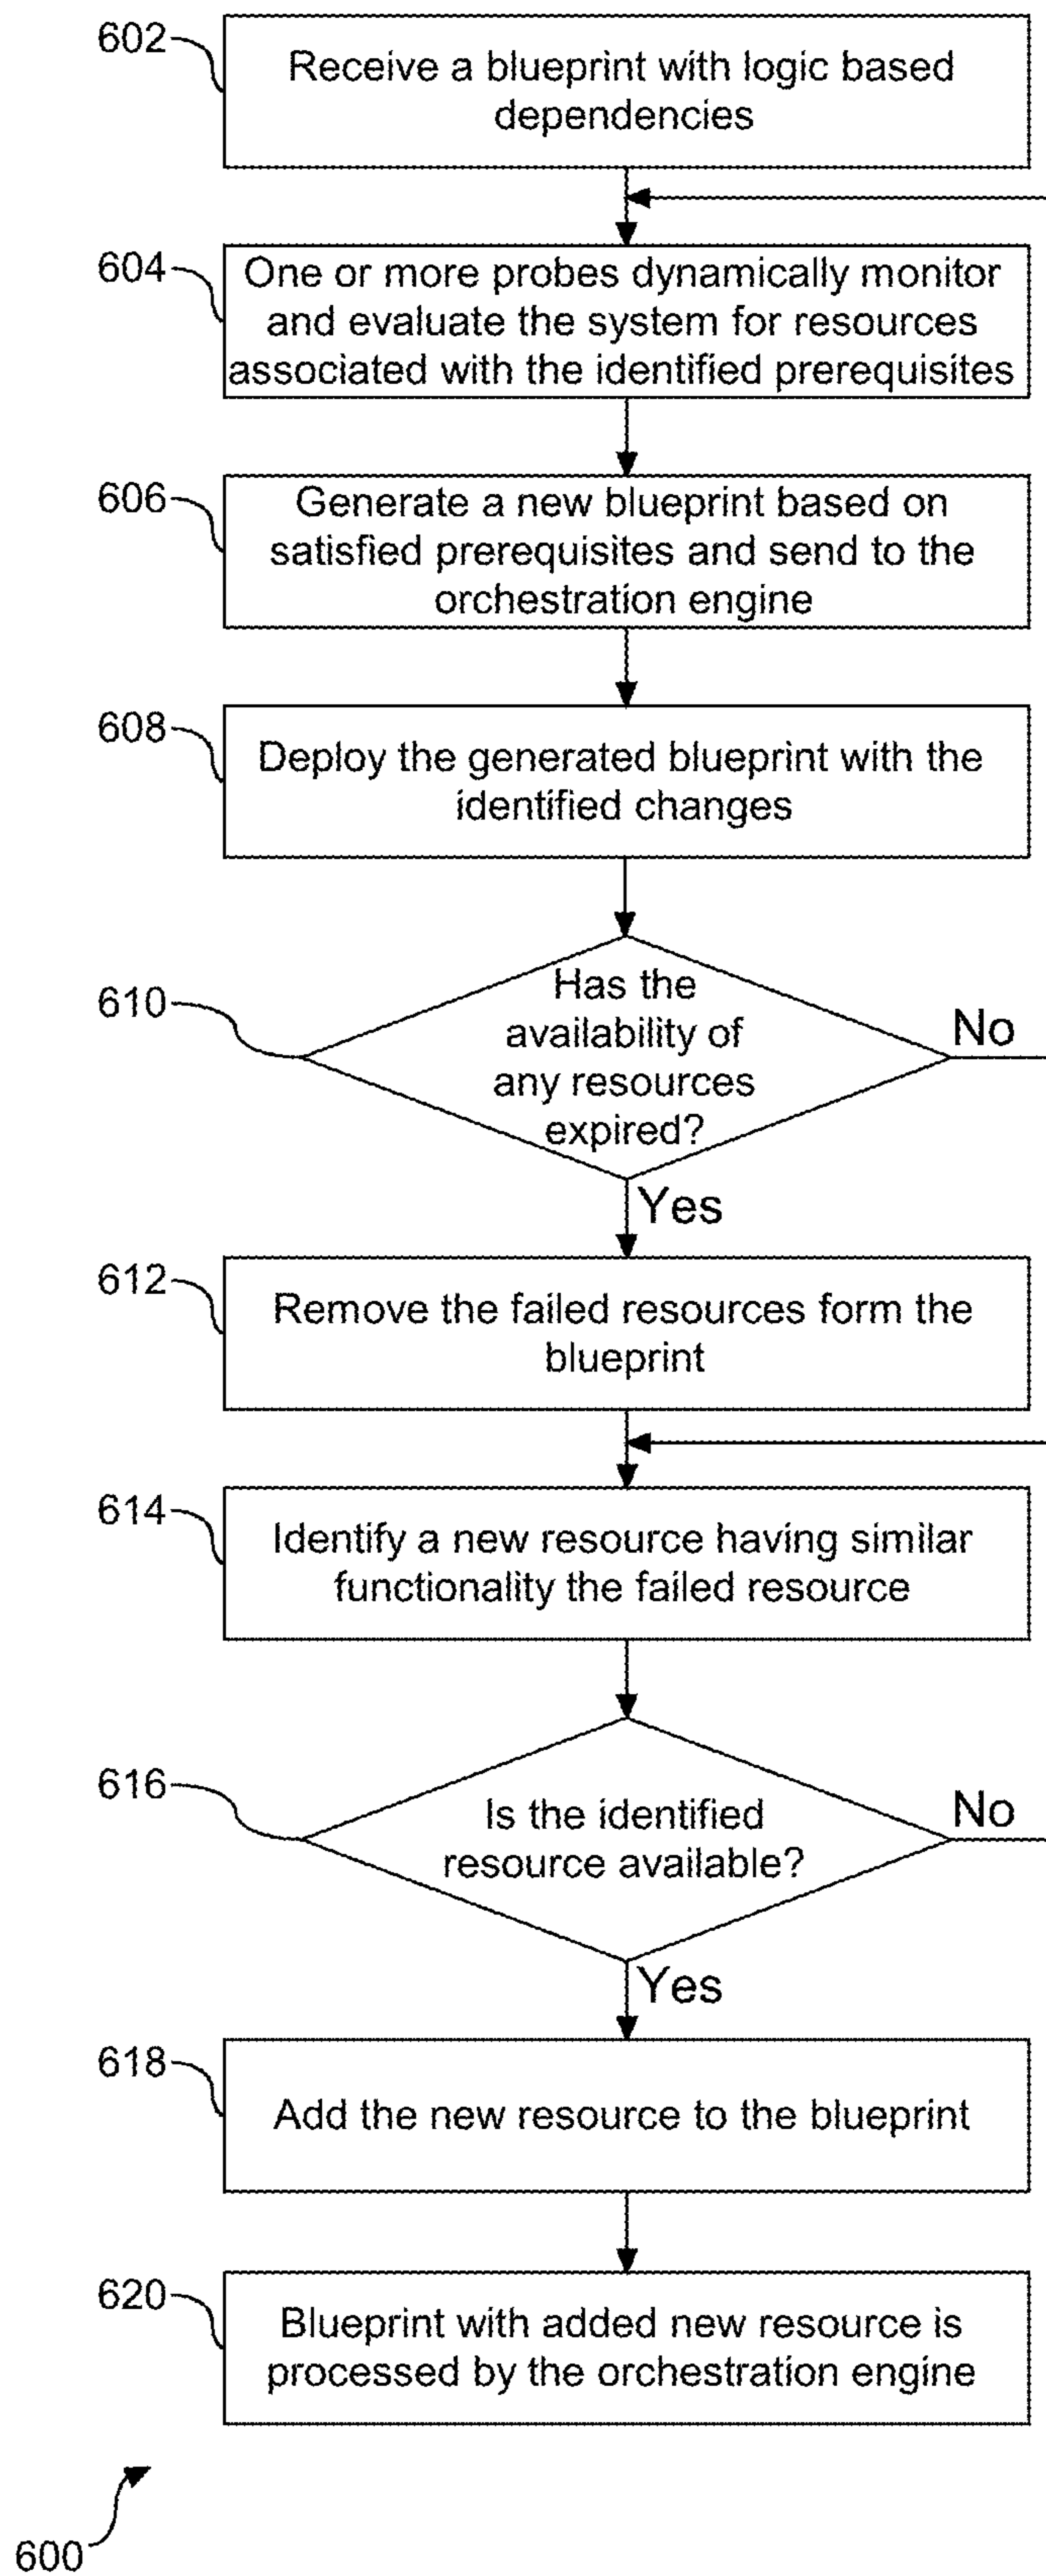 602
Receive a blueprint with logic based
dependencies
604
One or more probes dynamically monitor
and evaluate the system for resources
associated with the identified prerequisites
606
Generate a new blueprint based on
satisfied prerequisites and send to the
orchestration engine
608
Deploy the generated blueprint with the
identified changes
610
Has the
availability of
any resources
expired?
No
Yes
612
Remove the failed resources form the
blueprint
614
Identify a new resource having similar
functionality the failed resource
616
Is the identified
resource available?
No
Yes
618
Add the new resource to the blueprint
620
Blueprint with added new resource is
processed by the orchestration engine
600